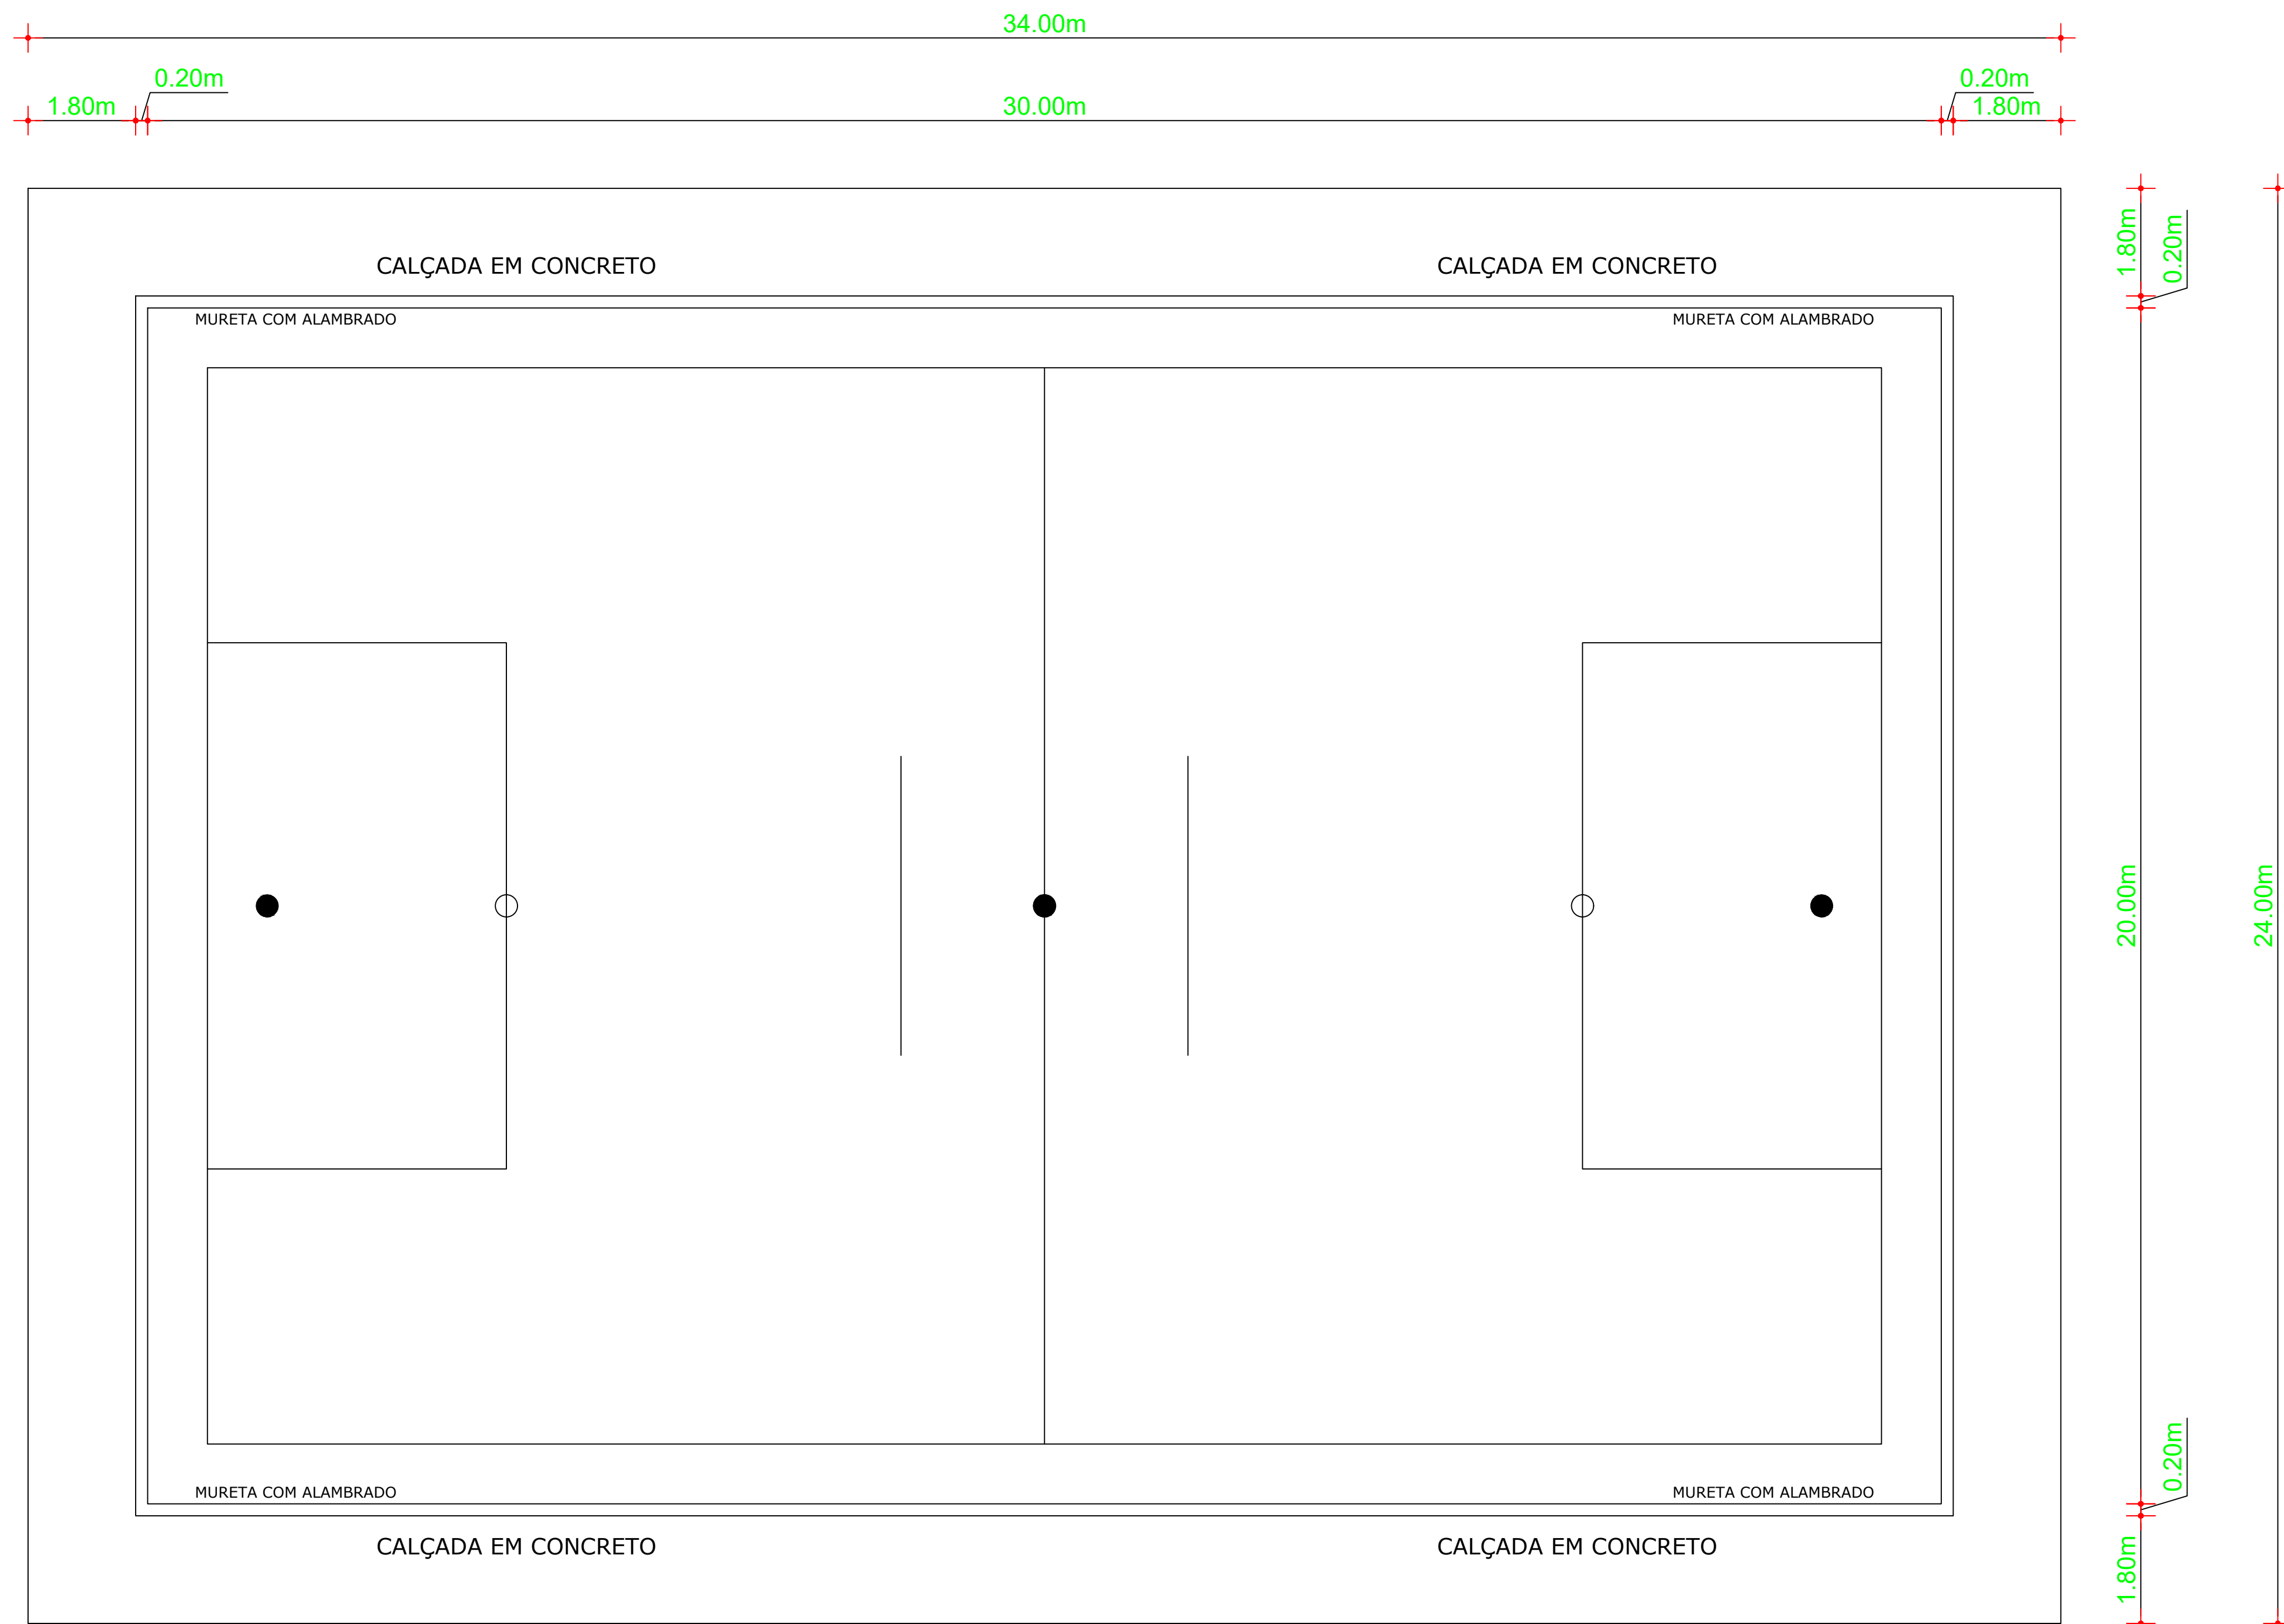 34.00m
0.20m
0.20m
1.80m
30.00m
1.80m
1.80m
0.20m
CALÇADA EM CONCRETO
CALÇADA EM CONCRETO
MURETA COM ALAMBRADO
MURETA COM ALAMBRADO
20.00m
24.00m
MURETA COM ALAMBRADO
MURETA COM ALAMBRADO
0.20m
CALÇADA EM CONCRETO
CALÇADA EM CONCRETO
1.80m